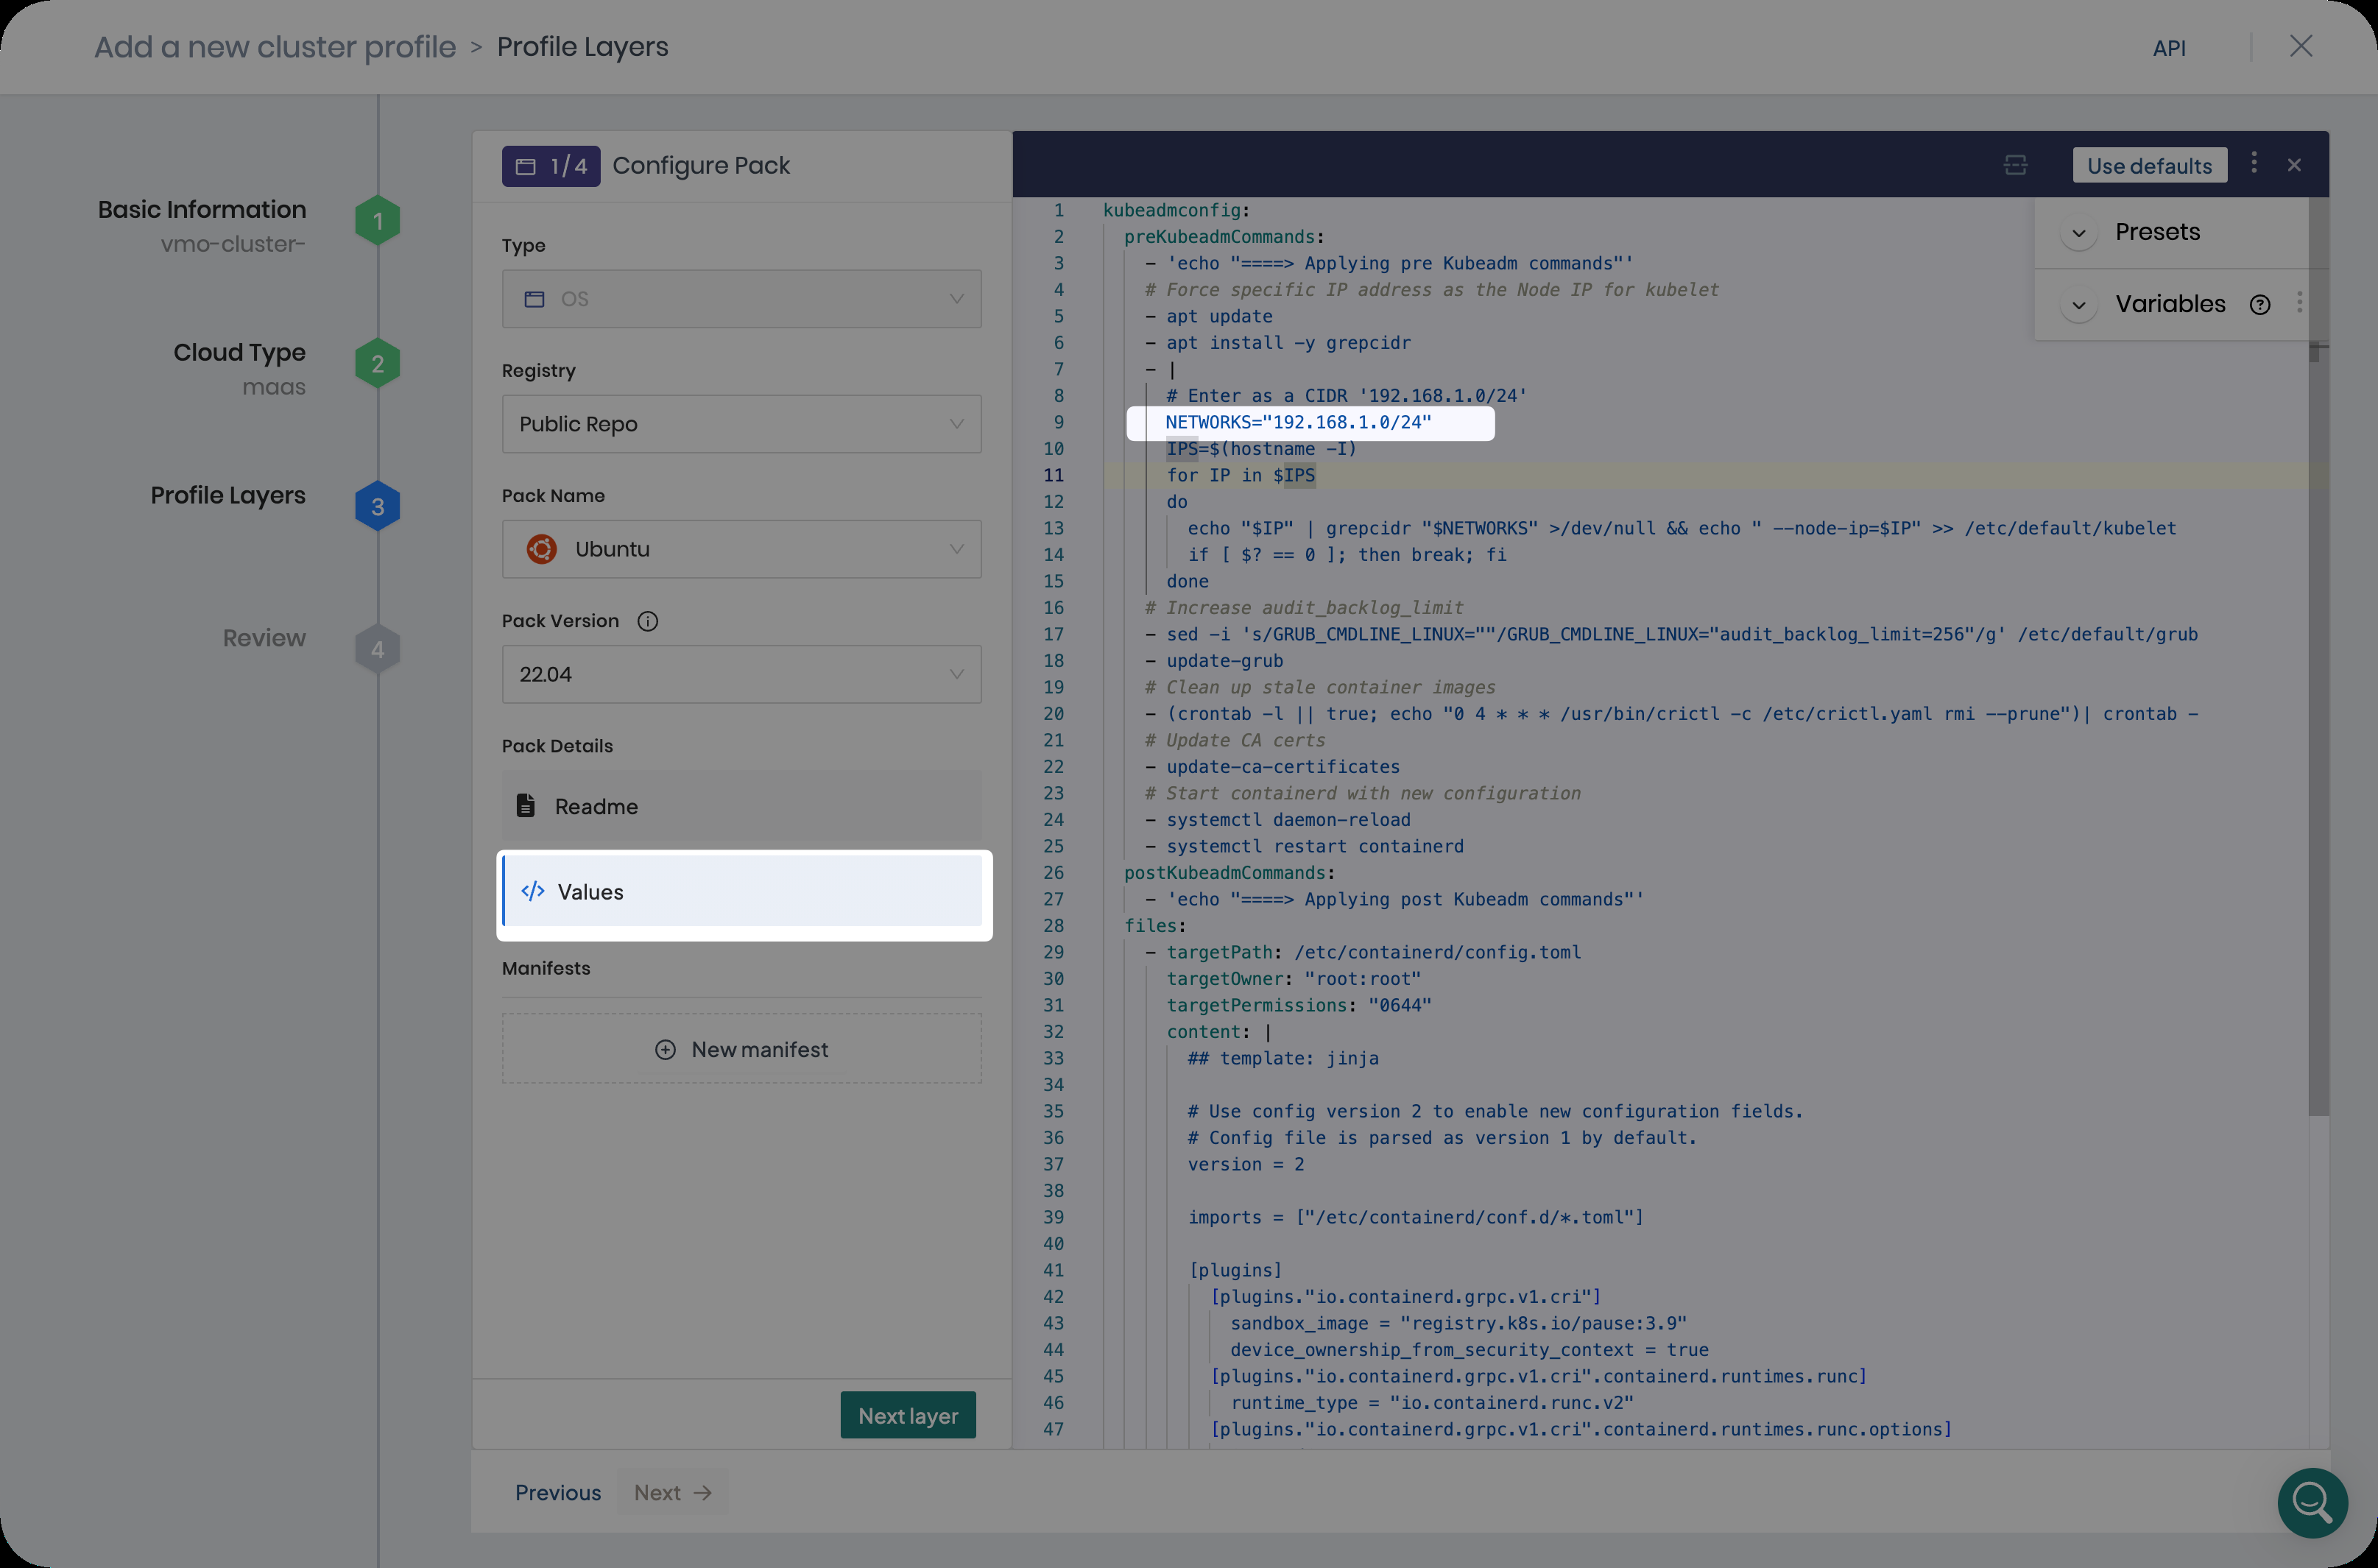 Add a new cluster profile > Profile Layers
API
Basic Information
vmo-cluster-
1
Cloud Type
maas
2
Profile Layers
3
Review
4
1/4 Configure Pack
Type
OS
Registry
Public Repo
Pack Name
Ubuntu
Pack Version
22.04
Pack Details
Readme
</> Values
Manifests
New manifest
Next layer
Use defaults
Presets
Variables
1 kubeadmconfig:
2 preKubeadmCommands:
3 - 'echo "====> Applying pre Kubeadm commands"'
4 # Force specific IP address as the Node IP for kubelet
5 - apt update
6 - apt install -y grepcidr
7 - |
8 # Enter as a CIDR '192.168.1.0/24'
9 NETWORKS="192.168.1.0/24"
10 IPS=$(hostname -I)
11 for IP in $IPS
12 do
13 echo "$IP" | grepcidr "$NETWORKS" >/dev/null && echo " --node-ip=$IP" >> /etc/default/kubelet
14 if [ $? == 0 ]; then break; fi
15 done
16 # Increase audit_backlog_limit
17 - sed -i 's/GRUB_CMDLINE_LINUX=""/GRUB_CMDLINE_LINUX="audit_backlog_limit=256"/g' /etc/default/grub
18 - update-grub
19 # Clean up stale container images
20 - (crontab -l || true; echo "0 4 * * * /usr/bin/crictl -c /etc/crictl.yaml rmi --prune")| crontab -
21 # Update CA certs
22 - update-ca-certificates
23 # Start containerd with new configuration
24 - systemctl daemon-reload
25 - systemctl restart containerd
26 postKubeadmCommands:
27 - 'echo "====> Applying post Kubeadm commands"'
28 files:
29 - targetPath: /etc/containerd/config.toml
30 targetOwner: "root:root"
31 targetPermissions: "0644"
32 content: |
33 ## template: jinja
34
35 # Use config version 2 to enable new configuration fields.
36 # Config file is parsed as version 1 by default.
37 version = 2
38
39 imports = ["/etc/containerd/conf.d/*.toml"]
40
41 [plugins]
42 [plugins."io.containerd.grpc.v1.cri"]
43 sandbox_image = "registry.k8s.io/pause:3.9"
44 device_ownership_from_security_context = true
45 [plugins."io.containerd.grpc.v1.cri".containerd.runtimes.runc]
46 runtime_type = "io.containerd.runc.v2"
47 [plugins."io.containerd.grpc.v1.cri".containerd.runtimes.runc.options]
Previous
Next →